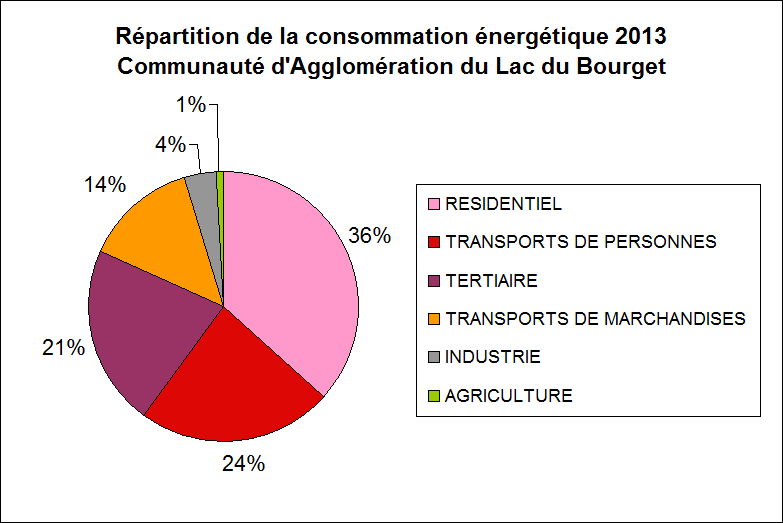 Répartition de la consommation énergétique 2013
Communauté d'Agglomération du Lac du Bourget
1%
4%
14%
36%
21%
24%
RESIDENTIEL
TRANSPORTS DE PERSONNES
TERTIAIRE
TRANSPORTS DE MARCHANDISES
INDUSTRIE
AGRICULTURE